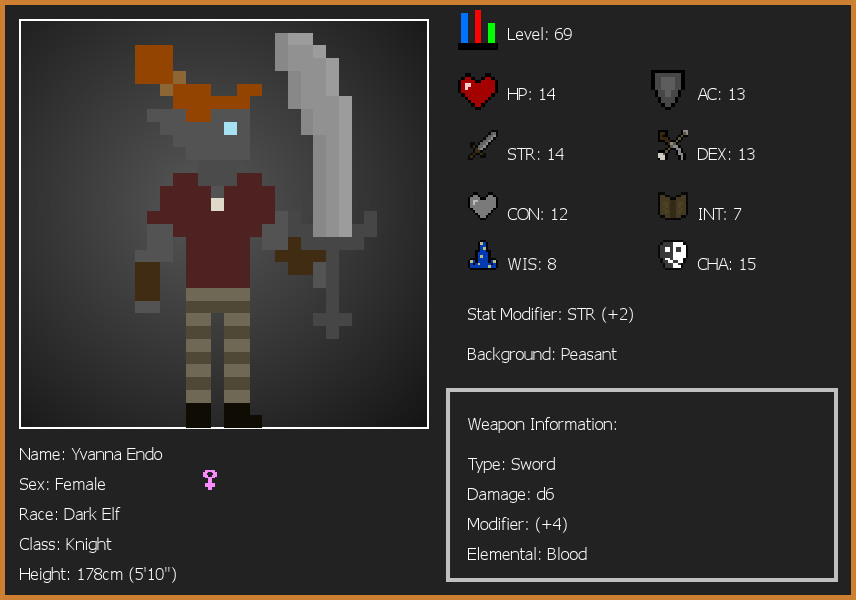 Level: 69
HP: 14
AC: 13
STR: 14
DEX: 13
CON: 12
INT: 7
WIS: 8
CHA: 15
Stat Modifier: STR (+2)
Background: Peasant
Weapon Information:
Type: Sword
Damage: d6
Modifier: (+4)
Elemental: Blood
Name: Yvanna Endo
Sex: Female
Race: Dark Elf
Class: Knight
Height: 178cm (5'10")